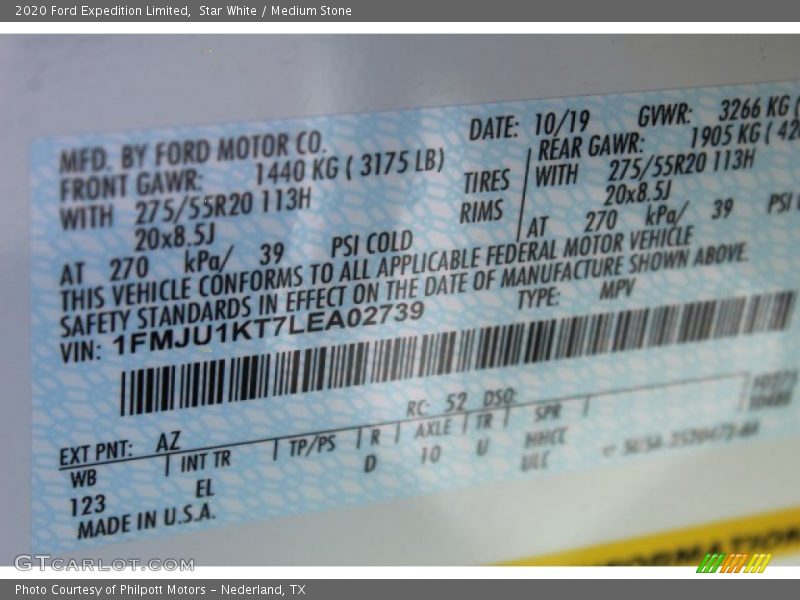 2020 Ford Expedition Limited, Star White / Medium Stone
MFD. BY FORD MOTOR CO.
DATE: 10/19 GVWR: 3266 KG (
FRONT GAWR: 1440 KG ( 3175 LB)
REAR GAWR: 1905 KG ( 420
WITH 275/55R20 113H
TIRES
WITH 275/55R20 113H
20x8.5J
RIMS
20x8.5J
AT 270 kPa/ 39 PSI COLD
AT 270 kPa/ 39 PSI
THIS VEHICLE CONFORMS TO ALL APPLICABLE FEDERAL MOTOR VEHICLE
SAFETY STANDARDS IN EFFECT ON THE DATE OF MANUFACTURE SHOWN ABOVE.
VIN: 1FMJU1KT7LEA02739
TYPE: MPV
RC: 52 DSO:
EXT PNT: AZ
WB INT TR TP/PS R AXLE TR SPR
123 EL D 10 U HHCC
ULC
MADE IN U.S.A.
GTCARLOT.COM
Photo Courtesy of Philpott Motors - Nederland, TX